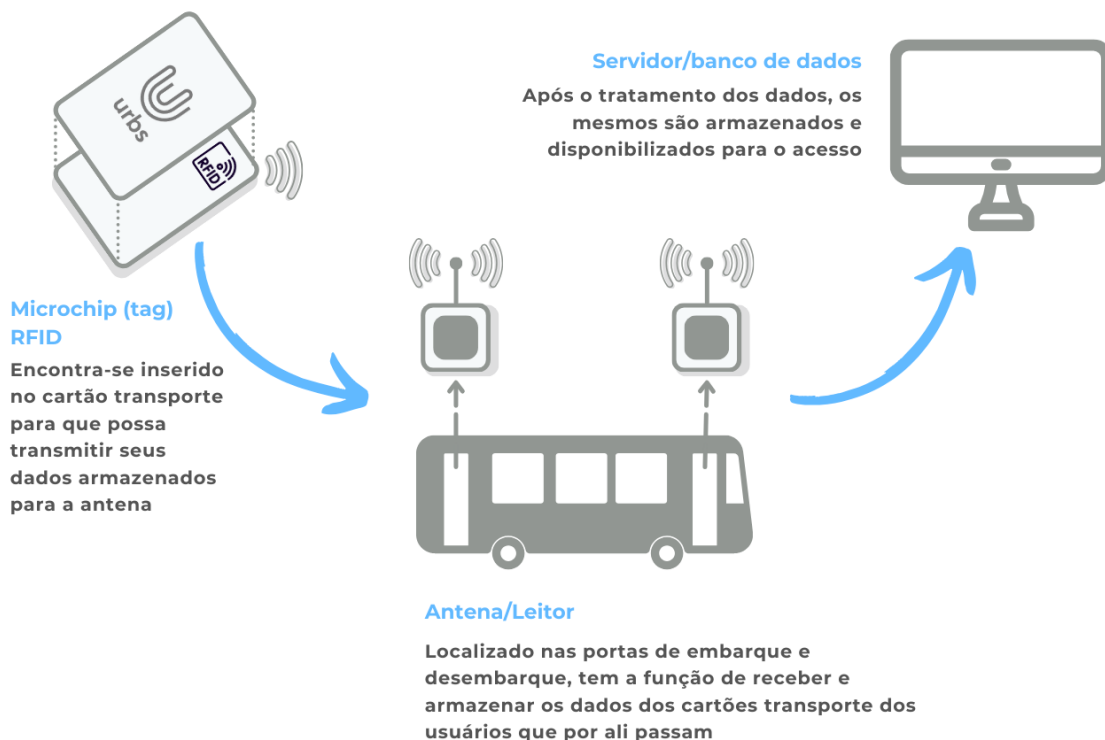 urbs
RFID
Microchip (tag)
RFID
Encontra-se inserido
no cartão transporte
para que possa
transmitir seus
dados armazenados
para a antena
Servidor/banco de dados
Após o tratamento dos dados, os
mesmos são armazenados e
disponibilizados para o acesso
Antena/Leitor
Localizado nas portas de embarque e
desembarque, tem a função de receber e
armazenar os dados dos cartões transporte dos
usuários que por ali passam